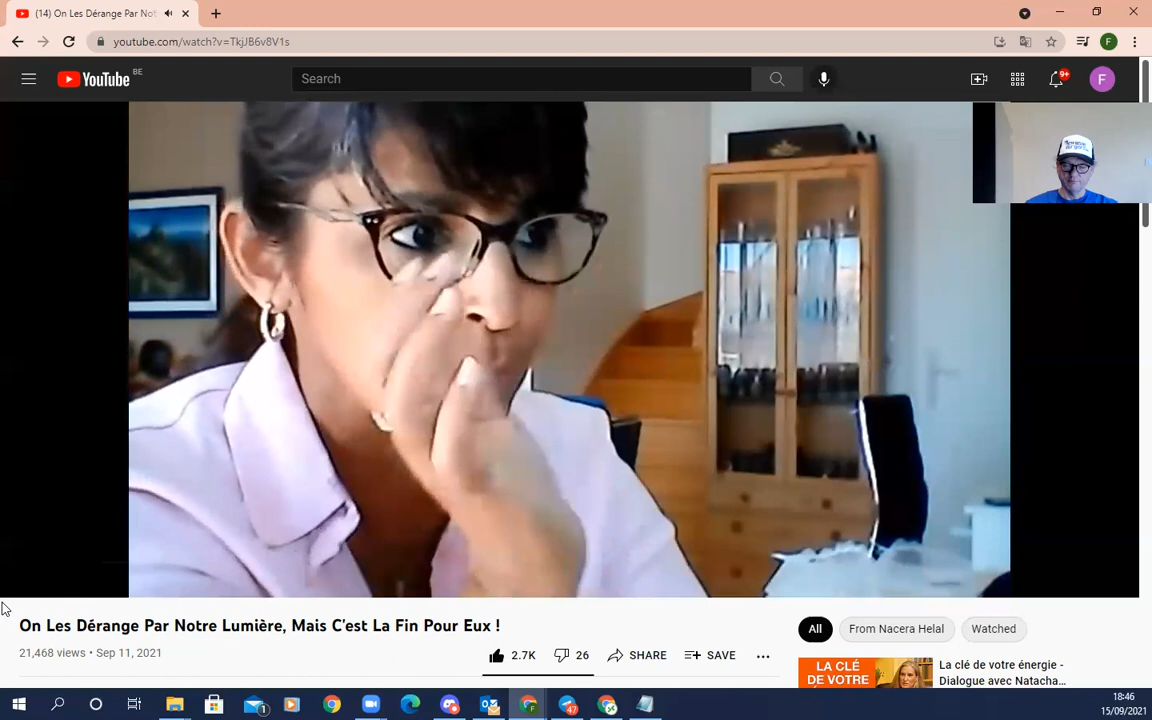 (14) On Les Dérange Par Not
youtube.com/watch?v=TkjJB6v8V1s
F
YouTube BE
Search
9+
F
On Les Dérange Par Notre Lumière, Mais C'est La Fin Pour Eux !
21,468 views • Sep 11, 2021
2.7K
26
SHARE
SAVE
All
From Nacera Helal
Watched
LA CLÉ
DE VOTRE
La clé de votre énergie -
Dialogue avec Natacha...
1
47
18:46
15/09/2021